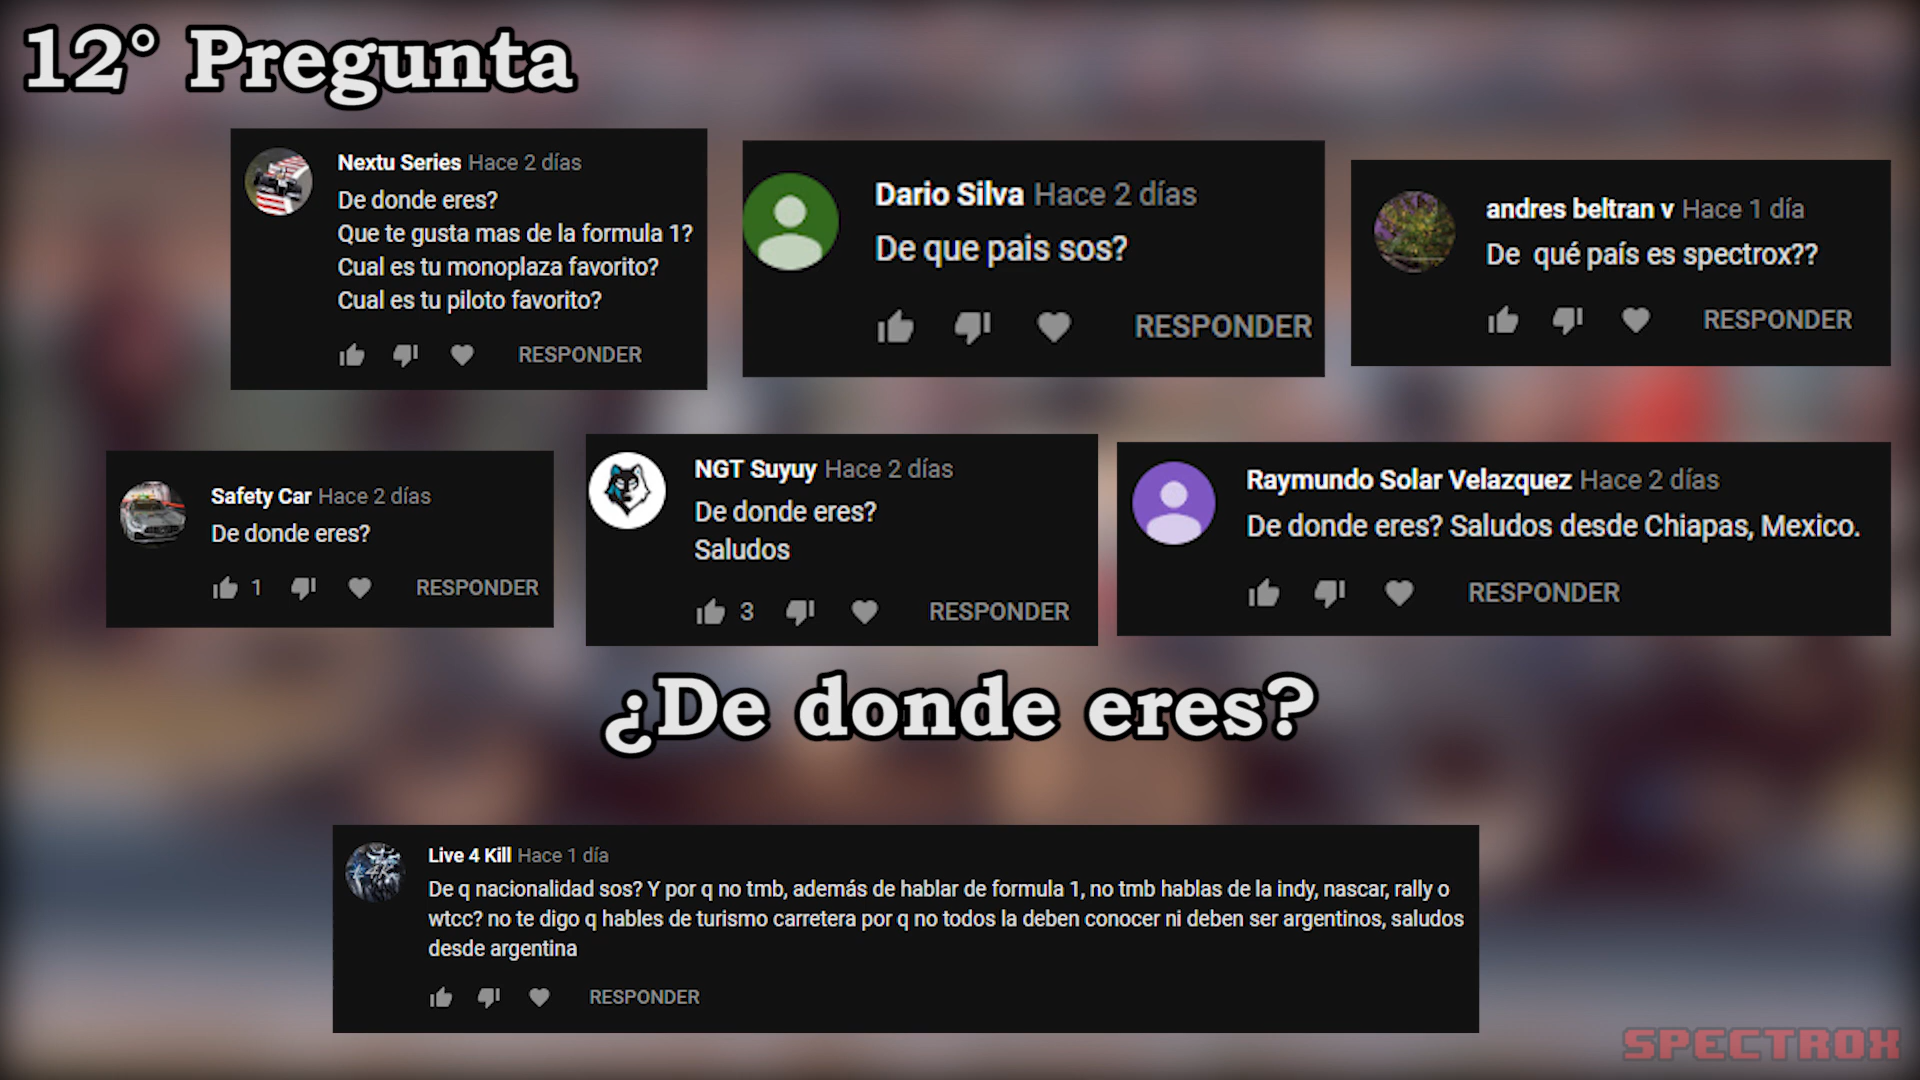 12° Pregunta
Nextu Series Hace 2 días
De donde eres?
Que te gusta mas de la formula 1?
Cual es tu monoplaza favorito?
Cual es tu piloto favorito?
RESPONDER
Dario Silva Hace 2 días
De que pais sos?
RESPONDER
andres beltran v Hace 1 día
De qué país es spectrox??
RESPONDER
Safety Car Hace 2 días
De donde eres?
1 RESPONDER
NGT Suyuy Hace 2 días
De donde eres?
Saludos
3 RESPONDER
Raymundo Solar Velazquez Hace 2 días
De donde eres? Saludos desde Chiapas, Mexico.
RESPONDER
¿De donde eres?
L4K
Live 4 Kill Hace 1 día
De q nacionalidad sos? Y por q no tmb, además de hablar de formula 1, no tmb hablas de la indy, nascar, rally o
wtcc? no te digo q hables de turismo carretera por q no todos la deben conocer ni deben ser argentinos, saludos
desde argentina
RESPONDER
SPECTROX